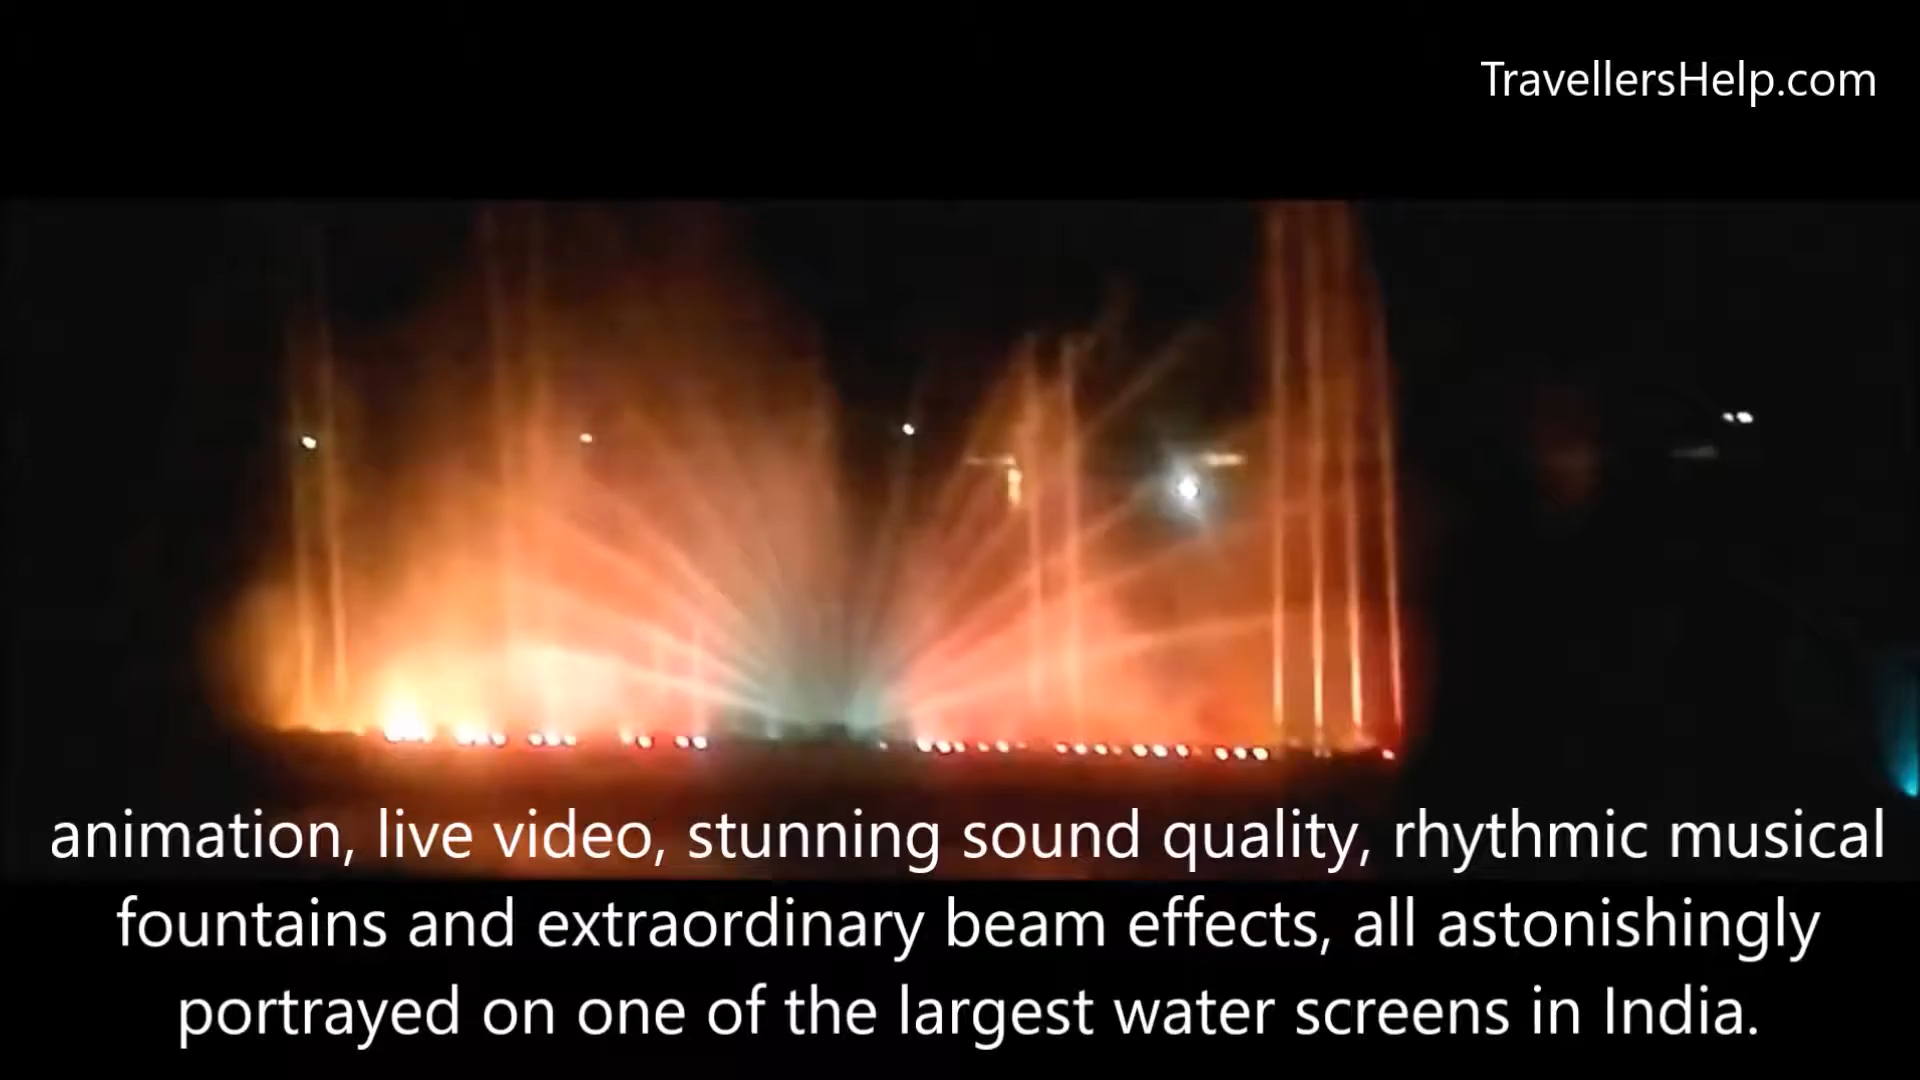 TravellersHelp.com
animation, live video, stunning sound quality, rhythmic musical
fountains and extraordinary beam effects, all astonishingly
portrayed on one of the largest water screens in India.